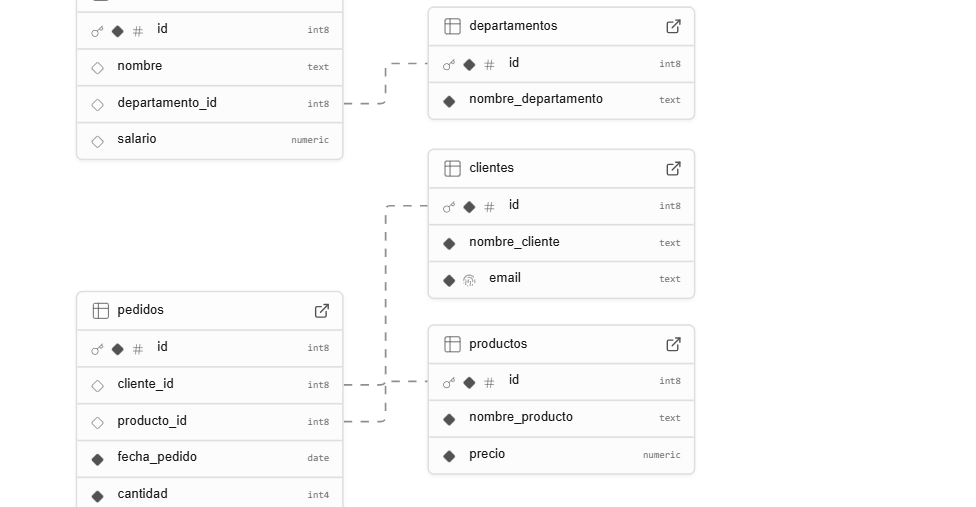 id int8
nombre text
departamento_id int8
salario numeric
departamentos
id int8
nombre_departamento text
clientes
id int8
nombre_cliente text
email text
pedidos
id int8
cliente_id int8
producto_id int8
fecha_pedido date
cantidad int4
productos
id int8
nombre_producto text
precio numeric